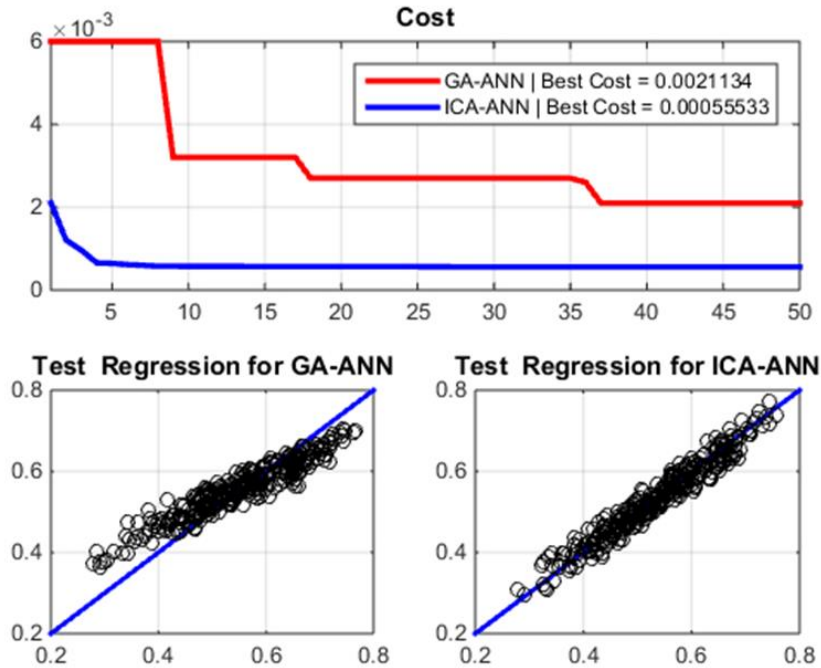 Cost
×10⁻³
6
4
2
0
GA-ANN | Best Cost = 0.0021134
ICA-ANN | Best Cost = 0.00055533
5 10 15 20 25 30 35 40 45 50
Test Regression for GA-ANN
0.8
0.6
0.4
0.2
0.2 0.4 0.6 0.8
Test Regression for ICA-ANN
0.8
0.6
0.4
0.2
0.2 0.4 0.6 0.8